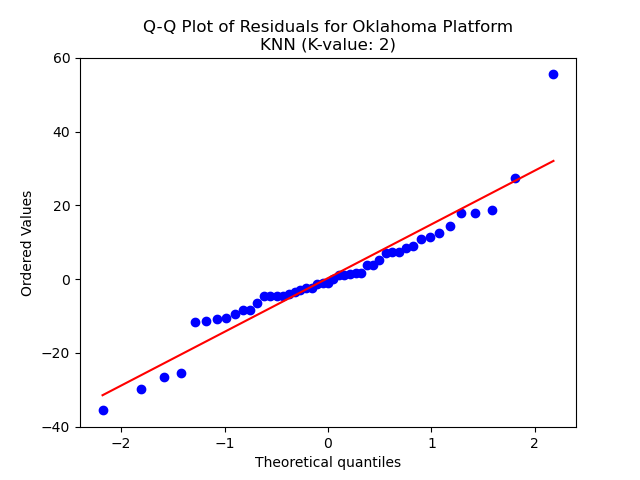 Q-Q Plot of Residuals for Oklahoma Platform
KNN (K-value: 2)
60
40
20
0
−20
−40
Ordered Values
−2
−1
0
1
2
Theoretical quantiles